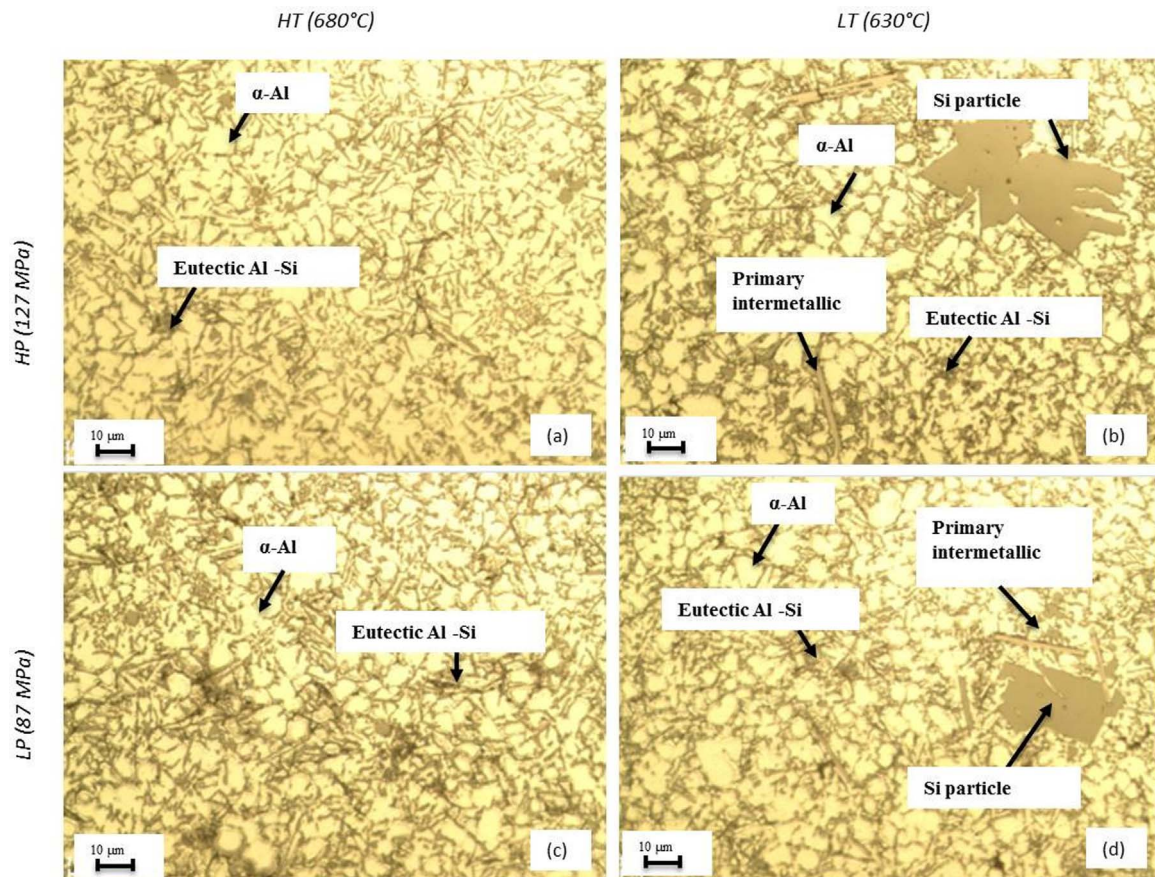 HT (680°C)
LT (630°C)
HP (127 MPa)
α-Al
Eutectic Al -Si
10 μm
(a)
Si particle
α-Al
Primary
intermetallic
Eutectic Al -Si
10 μm
(b)
LP (87 MPa)
α-Al
Eutectic Al -Si
10 μm
(c)
α-Al
Primary
intermetallic
Eutectic Al -Si
Si particle
10 μm
(d)